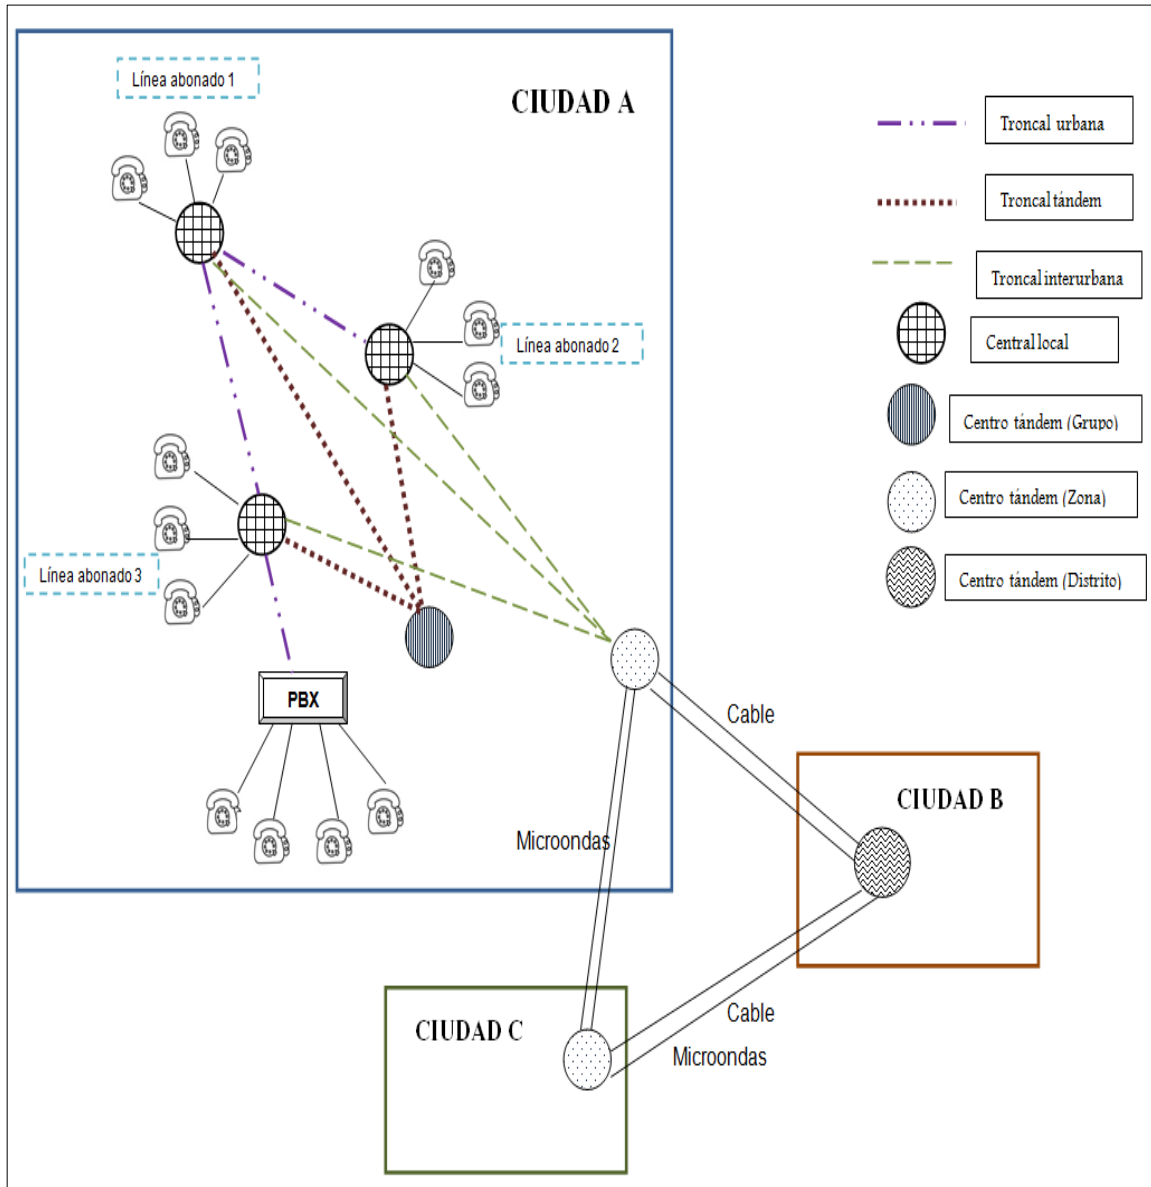 Línea abonado 1
CIUDAD A
Línea abonado 2
Línea abonado 3
PBX
Troncal urbana
Troncal tándem
Troncal interurbana
Central local
Centro tándem (Grupo)
Centro tándem (Zona)
Centro tándem (Distrito)
Cable
CIUDAD B
Microondas
CIUDAD C
Cable
Microondas